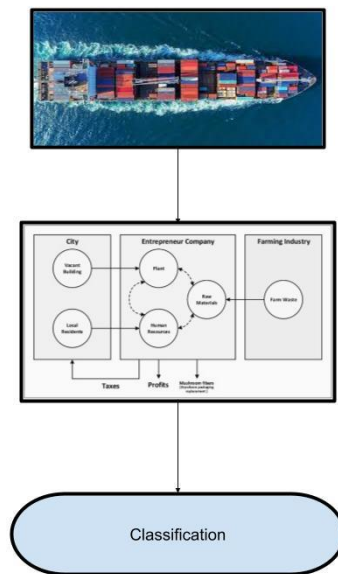 City
Entrepreneur Company
Farming Industry
Vacant
Building
Plant
Raw
Materials
Farm Waste
Local
Residents
Human
Resources
Taxes
Profits
Mushroom fibers
replacement)
Classification